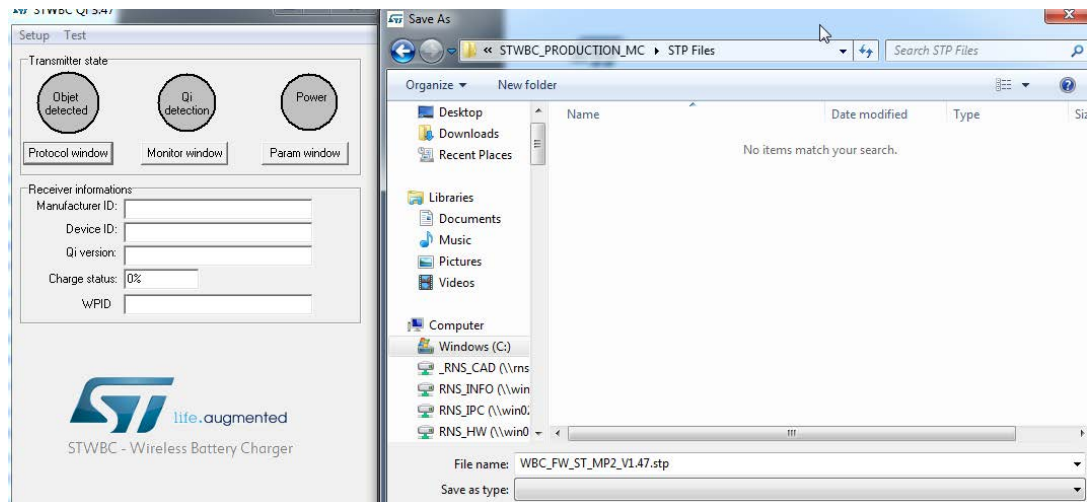 STWBC QI 3.47
Setup Test
Transmitter state
Objet
detected
Qi
detection
Power
Protocol window
Monitor window
Param window
Receiver informations
Manufacturer ID:
Device ID:
Qi version:
Charge status: 0%
WPID
ST
life.augmented
STWBC - Wireless Battery Charger
Save As
« STWBC_PRODUCTION_MC STP Files
Search STP Files
Organize New folder
Desktop
Downloads
Recent Places
Libraries
Documents
Music
Pictures
Videos
Computer
Windows (C:)
_RNS_CAD (\\rns
RNS_INFO (\\win
RNS_IPC (\\win02
RNS_HW (\\win0
Name Date modified Type Siz
No items match your search.
File name: WBC_FW_ST_MP2_V1.47.stp
Save as type: